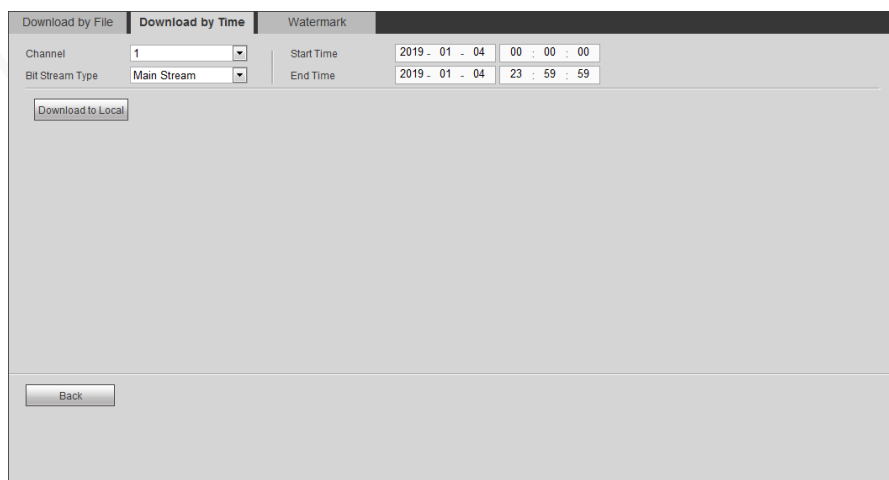 Download by File Download by Time Watermark
Channel 1 Start Time 2019 - 01 - 04 00 : 00 : 00
Bit Stream Type Main Stream End Time 2019 - 01 - 04 23 : 59 : 59
Download to Local
Back